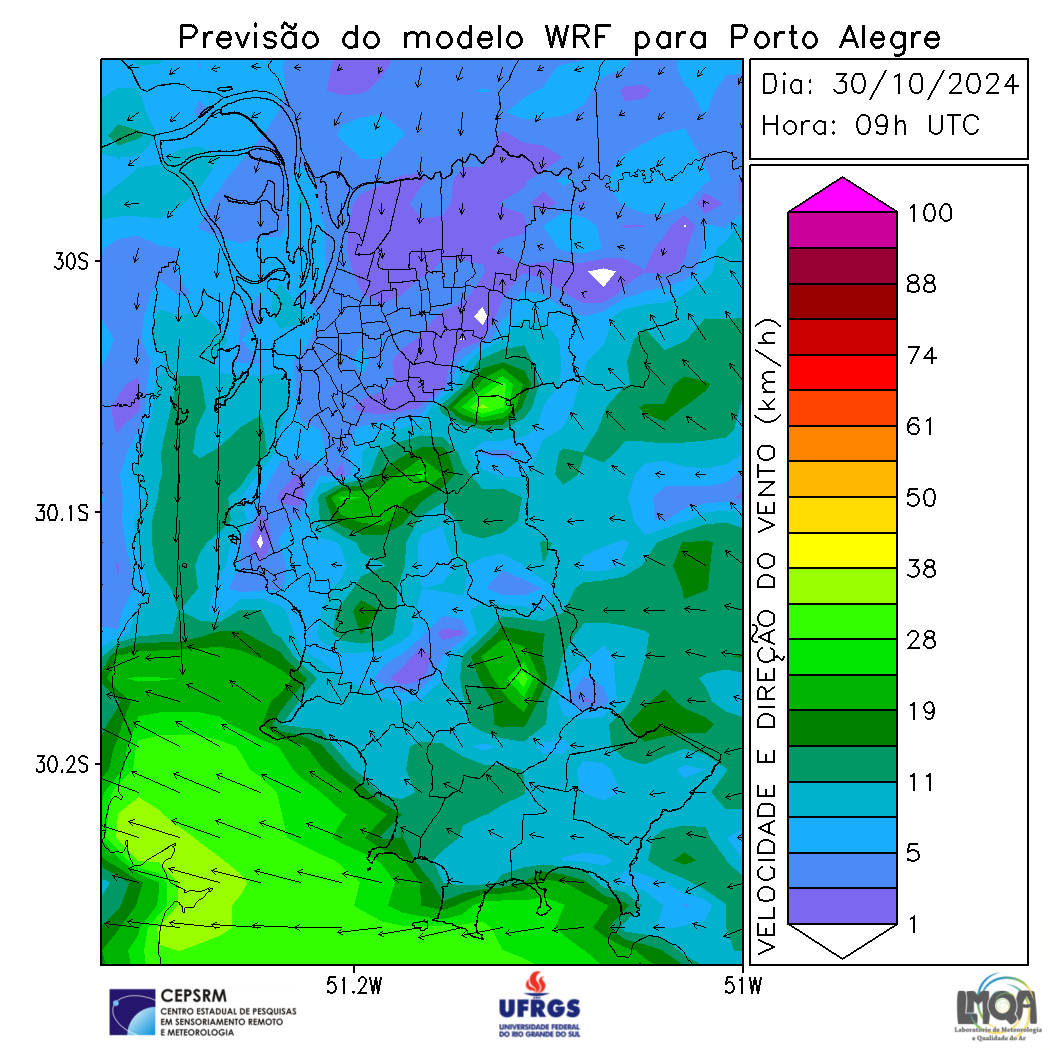 Previsão do modelo WRF para Porto Alegre
Dia: 30/10/2024
Hora: 09h UTC
30S
30.1S
30.2S
51.2W
51W
VELOCIDADE E DIREÇÃO DO VENTO (km/h)
100
88
74
61
50
38
28
19
11
5
1
CEPSRM
CENTRO ESTADUAL DE PESQUISAS
EM SENSORIAMENTO REMOTO
E METEOROLOGIA
UFRGS
UNIVERSIDADE FEDERAL
DO RIO GRANDE DO SUL
LMQA
Laboratório de Meteorologia
e Qualidade do Ar